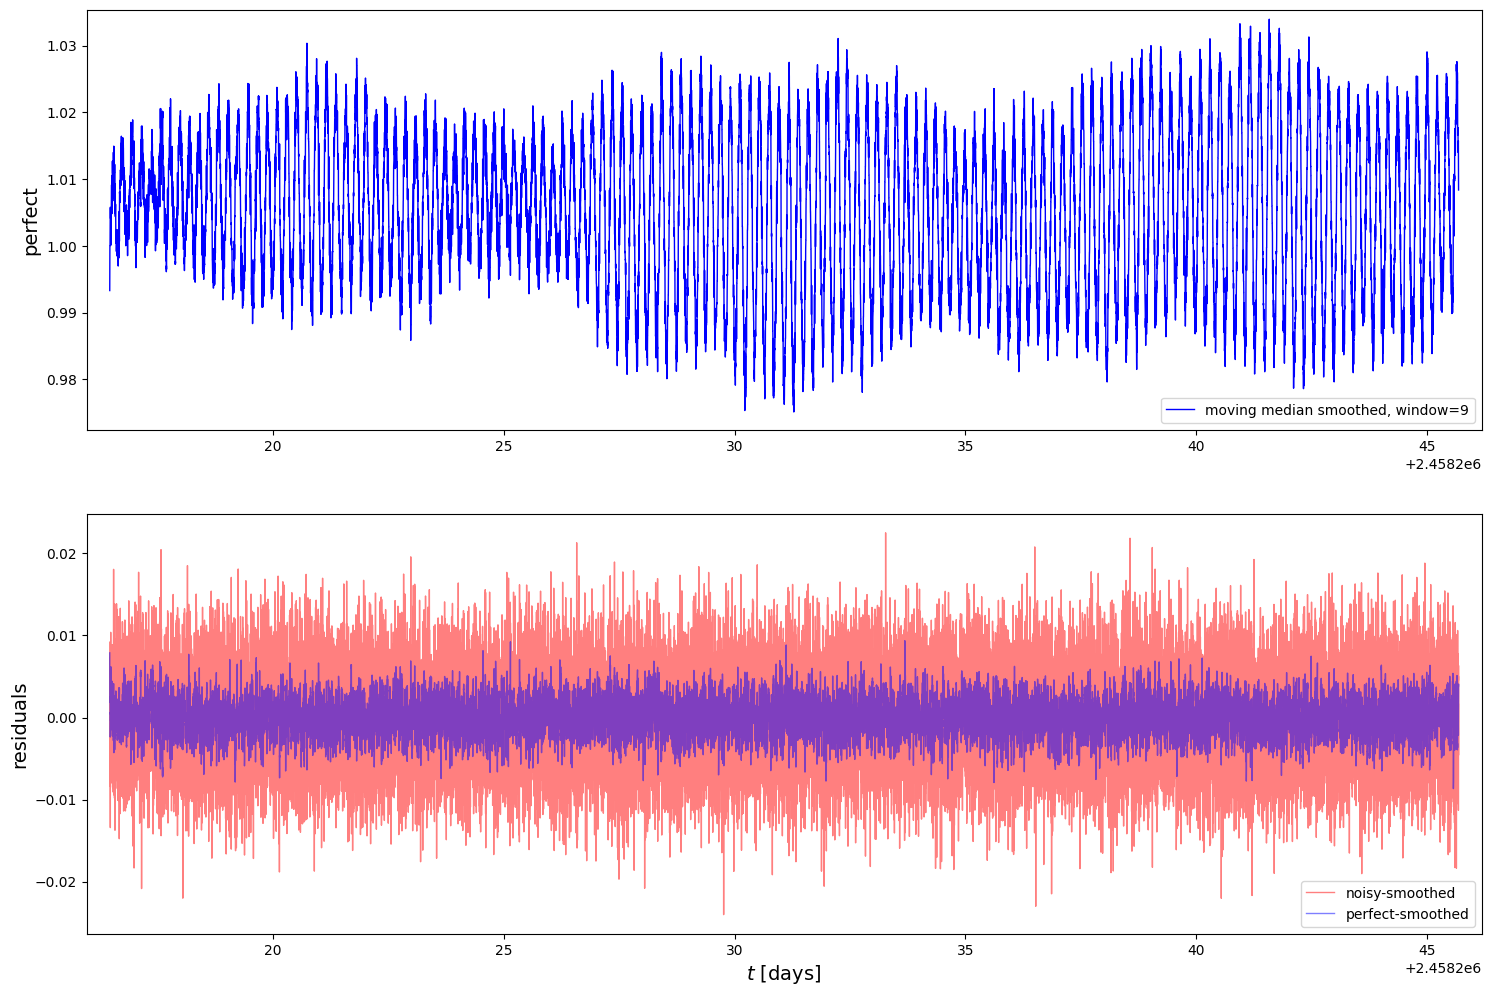 perfect
1.03
1.02
1.01
1.00
0.99
0.98
moving median smoothed, window=9
20 25 30 35 40 45
+2.4582e6
residuals
0.02
0.01
0.00
−0.01
−0.02
noisy-smoothed
perfect-smoothed
20 25 30 35 40 45
t [days]
+2.4582e6